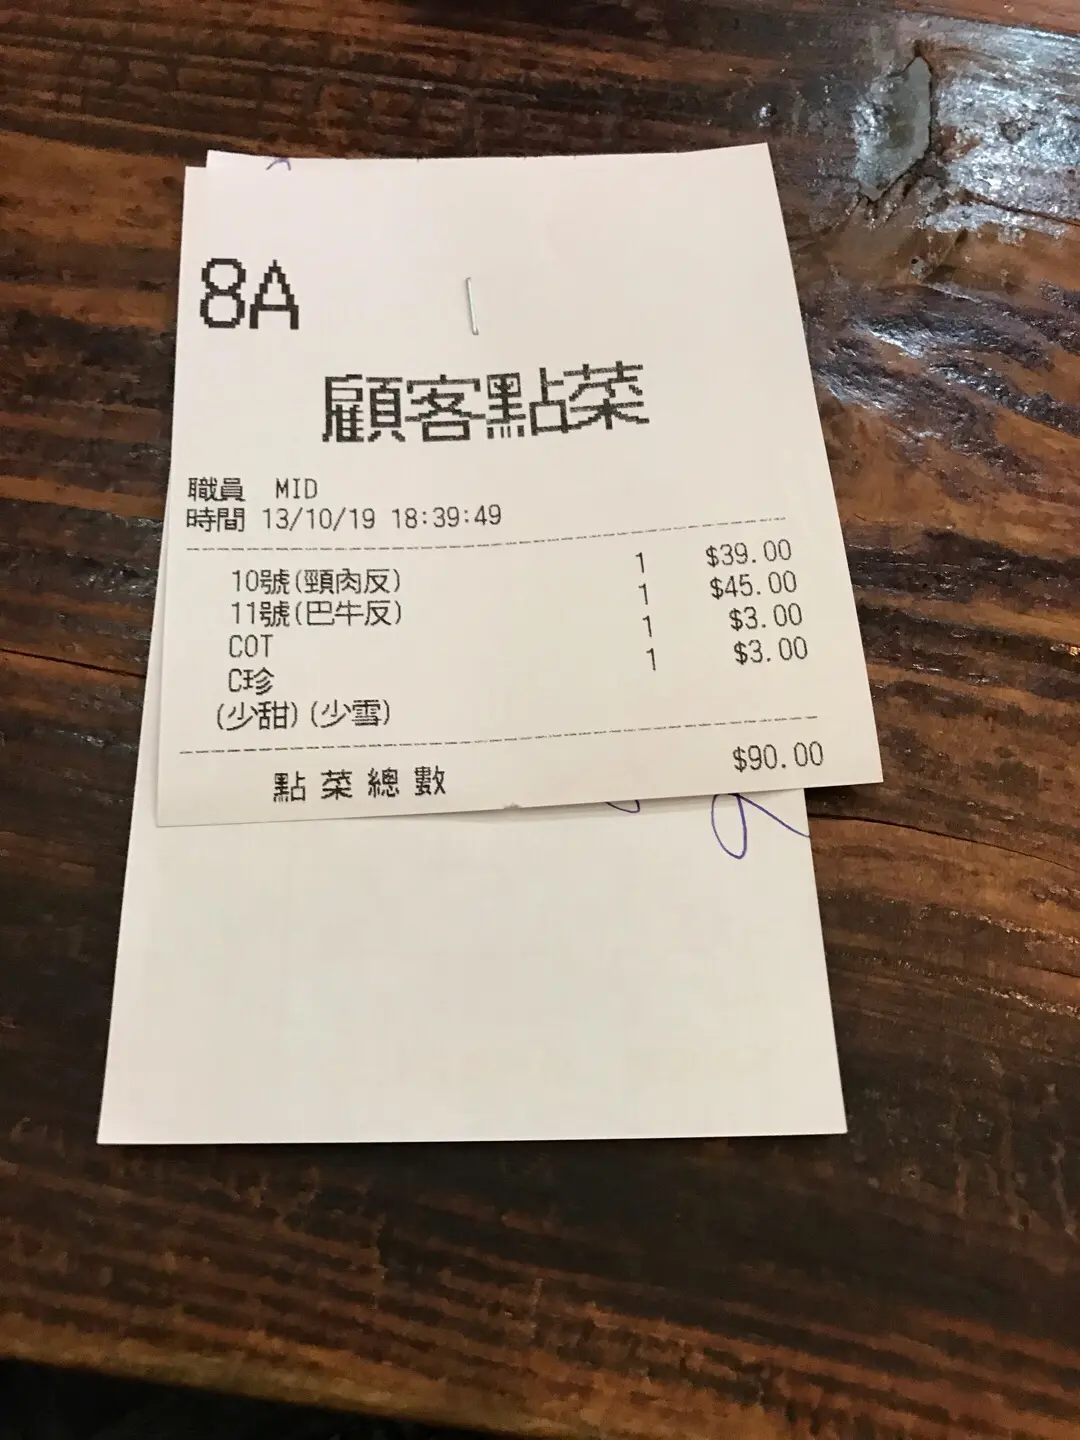 8A
顧客點菜
職員 MID
時間 13/10/19 18:39:49
10號(頸肉反) 1 $39.00
11號(巴牛反) 1 $45.00
COT 1 $3.00
C珍 1 $3.00
(少甜)(少雪)
點菜總數 $90.00